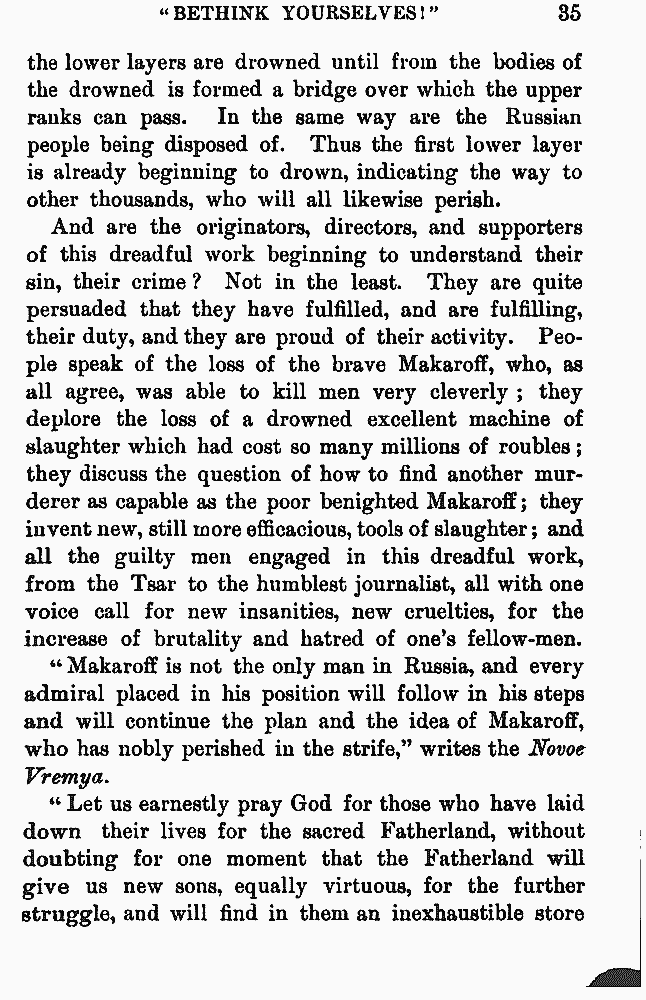 "BETHINK YOURSELVES!" 35
the lower layers are drowned until from the bodies of
the drowned is formed a bridge over which the upper
ranks can pass. In the same way are the Russian
people being disposed of. Thus the first lower layer
is already beginning to drown, indicating the way to
other thousands, who will all likewise perish.
And are the originators, directors, and supporters
of this dreadful work beginning to understand their
sin, their crime? Not in the least. They are quite
persuaded that they have fulfilled, and are fulfilling,
their duty, and they are proud of their activity. Peo-
ple speak of the loss of the brave Makaroff, who, as
all agree, was able to kill men very cleverly; they
deplore the loss of a drowned excellent machine of
slaughter which had cost so many millions of roubles;
they discuss the question of how to find another mur-
derer as capable as the poor benighted Makaroff; they
invent new, still more efficacious, tools of slaughter; and
all the guilty men engaged in this dreadful work,
from the Tsar to the humblest journalist, all with one
voice call for new insanities, new cruelties, for the
increase of brutality and hatred of one's fellow-men.
"Makaroff is not the only man in Russia, and every
admiral placed in his position will follow in his steps
and will continue the plan and the idea of Makaroff,
who has nobly perished in the strife," writes the Novoe
Vremya.
"Let us earnestly pray God for those who have laid
down their lives for the sacred Fatherland, without
doubting for one moment that the Fatherland will
give us new sons, equally virtuous, for the further
struggle, and will find in them an inexhaustible store